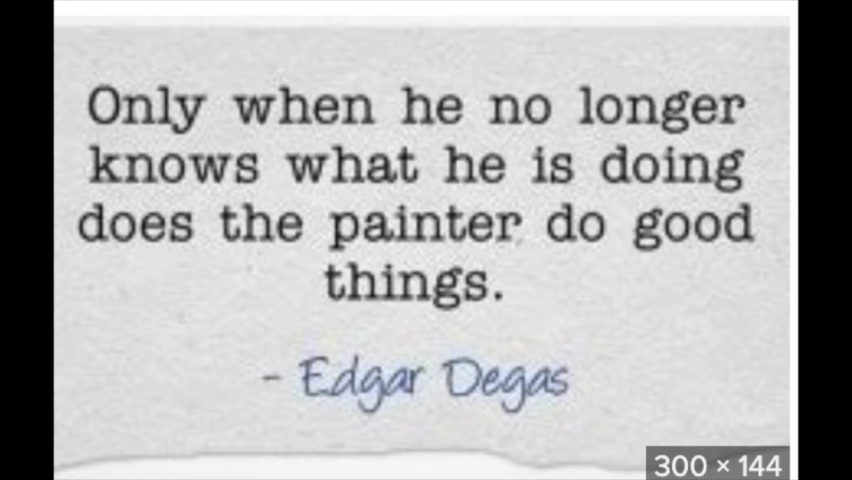 Only when he no longer
knows what he is doing
does the painter do good
things.
- Edgar Degas
300 × 144